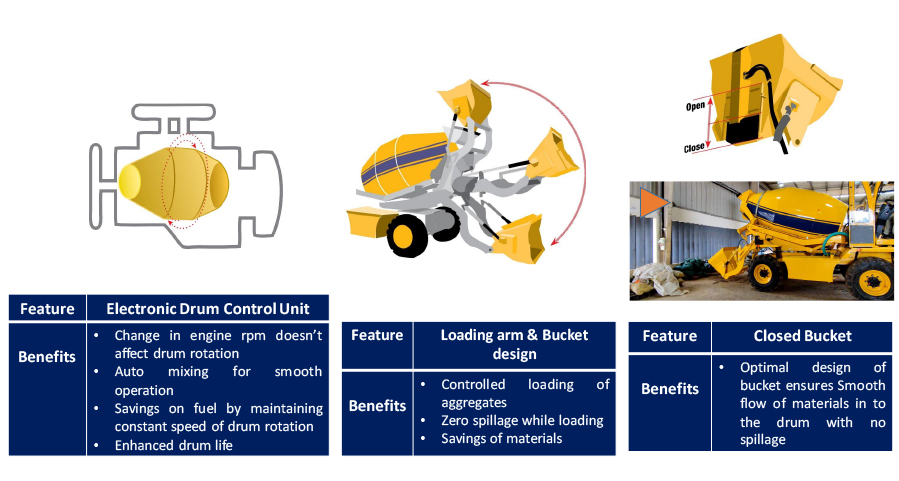 Open
Close
Feature
Electronic Drum Control Unit
Benefits
• Change in engine rpm doesn't
affect drum rotation
• Auto mixing for smooth
operation
• Savings on fuel by maintaining
constant speed of drum rotation
• Enhanced drum life
Feature
Loading arm & Bucket
design
Benefits
• Controlled loading of
aggregates
• Zero spillage while loading
• Savings of materials
Feature
Closed Bucket
Benefits
• Optimal design of
bucket ensures Smooth
flow of materials in to
the drum with no
spillage